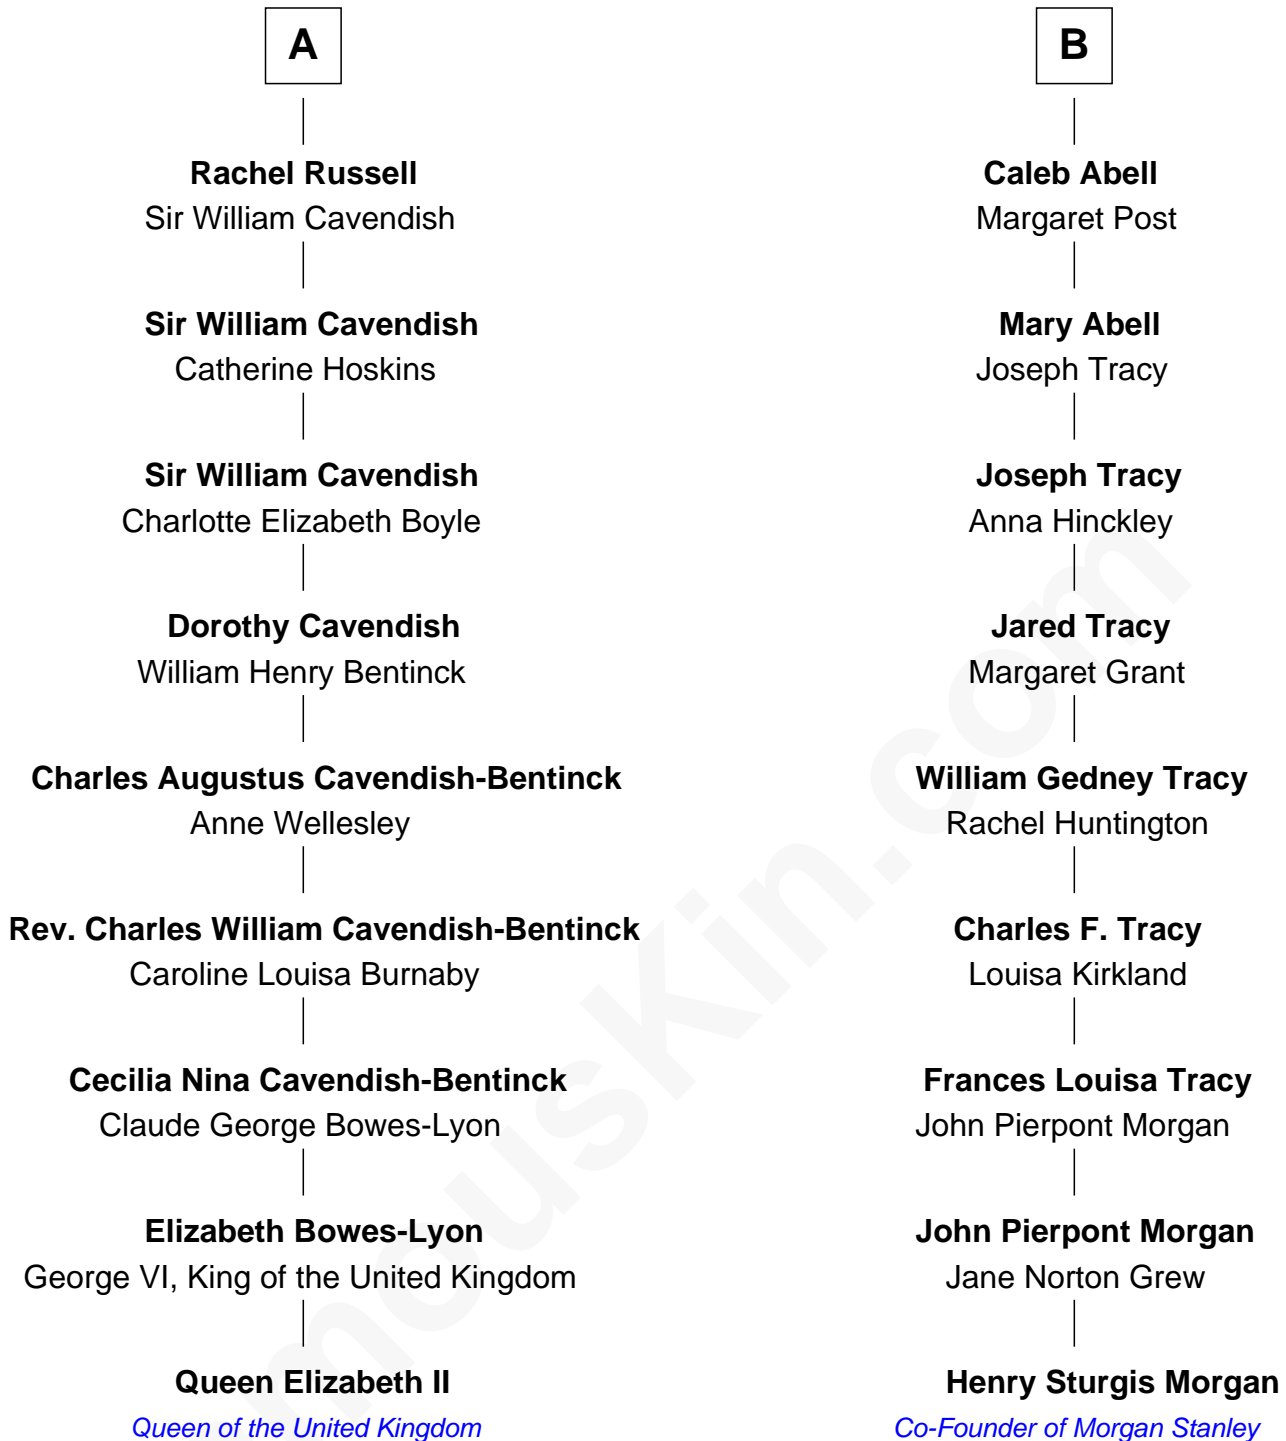 A
Rachel Russell
Sir William Cavendish
Sir William Cavendish
Catherine Hoskins
Sir William Cavendish
Charlotte Elizabeth Boyle
Dorothy Cavendish
William Henry Bentinck
Charles Augustus Cavendish-Bentinck
Anne Wellesley
Rev. Charles William Cavendish-Bentinck
Caroline Louisa Burnaby
Cecilia Nina Cavendish-Bentinck
Claude George Bowes-Lyon
Elizabeth Bowes-Lyon
George VI, King of the United Kingdom
Queen Elizabeth II
Queen of the United Kingdom
B
Caleb Abell
Margaret Post
Mary Abell
Joseph Tracy
Joseph Tracy
Anna Hinckley
Jared Tracy
Margaret Grant
William Gedney Tracy
Rachel Huntington
Charles F. Tracy
Louisa Kirkland
Frances Louisa Tracy
John Pierpont Morgan
John Pierpont Morgan
Jane Norton Grew
Henry Sturgis Morgan
Co-Founder of Morgan Stanley
mousKin.com